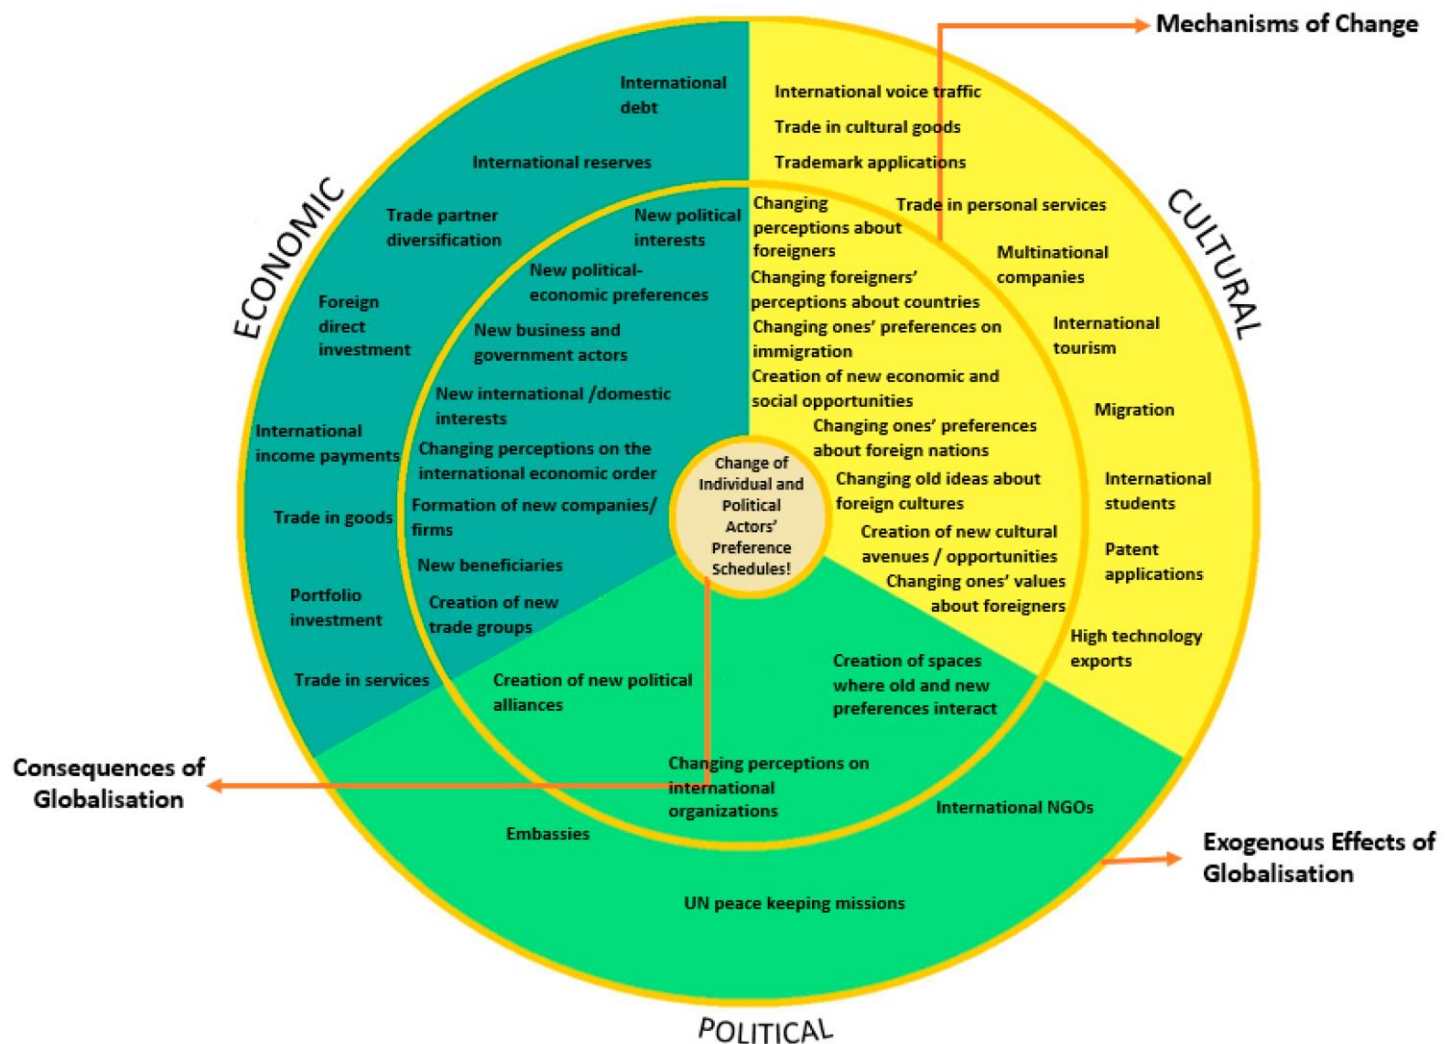 Mechanisms of Change
ECONOMIC
International
debt
International reserves
Trade partner
diversification
Foreign
direct
investment
International
income payments
Trade in goods
Portfolio
investment
Trade in services
New political
interests
New political-
economic preferences
New business and
government actors
New international /domestic
interests
Changing perceptions on the
international economic order
Formation of new companies/
firms
New beneficiaries
Creation of new
trade groups
CULTURAL
International voice traffic
Trade in cultural goods
Trademark applications
Trade in personal services
Multinational
companies
International
tourism
Migration
International
students
Patent
applications
High technology
exports
Changing
perceptions about
foreigners
Changing foreigners’
perceptions about countries
Changing ones’ preferences on
immigration
Creation of new economic and
social opportunities
Changing ones’ preferences
about foreign nations
Changing old ideas about
foreign cultures
Creation of new cultural
avenues / opportunities
Changing ones’ values
about foreigners
Change of
Individual and
Political
Actors’
Preference
Schedules!
Creation of new political
alliances
Creation of spaces
where old and new
preferences interact
Changing perceptions on
international
organizations
Embassies
International NGOs
UN peace keeping missions
POLITICAL
Consequences of
Globalisation
Exogenous Effects of
Globalisation